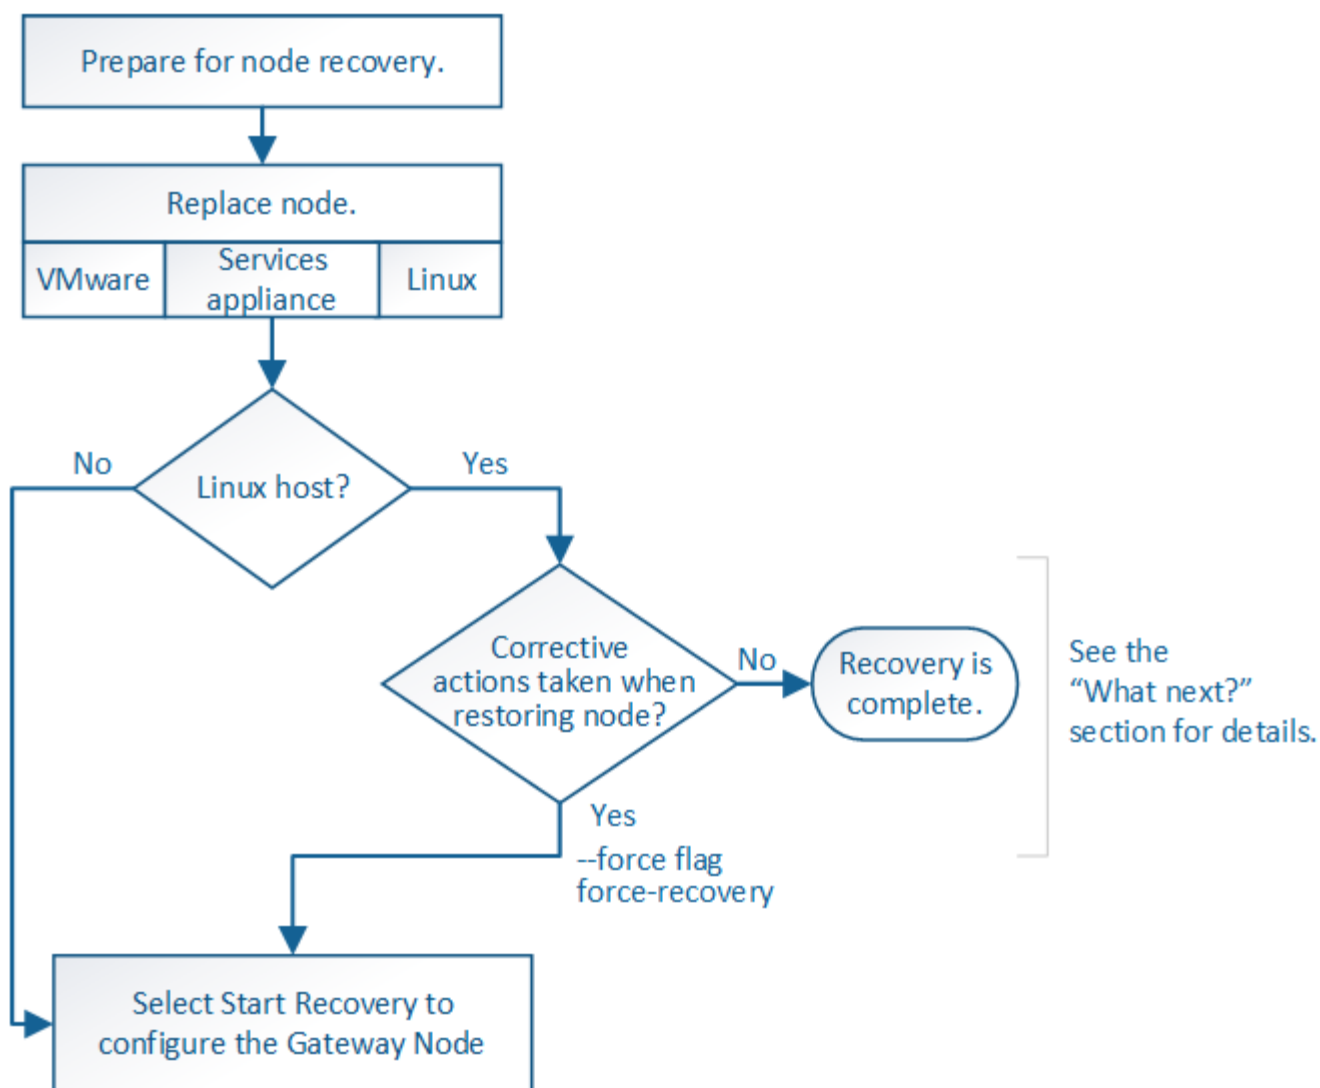 Prepare for node recovery.
Replace node.
VMware
Services
appliance
Linux
Linux host?
No
Yes
Corrective
actions taken when
restoring node?
No
Recovery is
complete.
See the
“What next?”
section for details.
Yes
--force flag
force-recovery
Select Start Recovery to
configure the Gateway Node